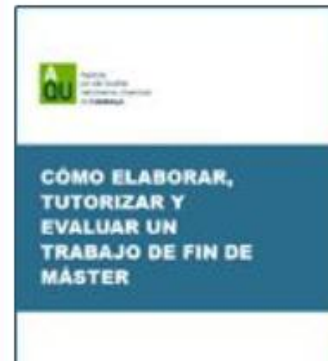 AQU
CÓMO ELABORAR,
TUTORIZAR Y
EVALUAR UN
TRABAJO DE FIN DE
MÁSTER